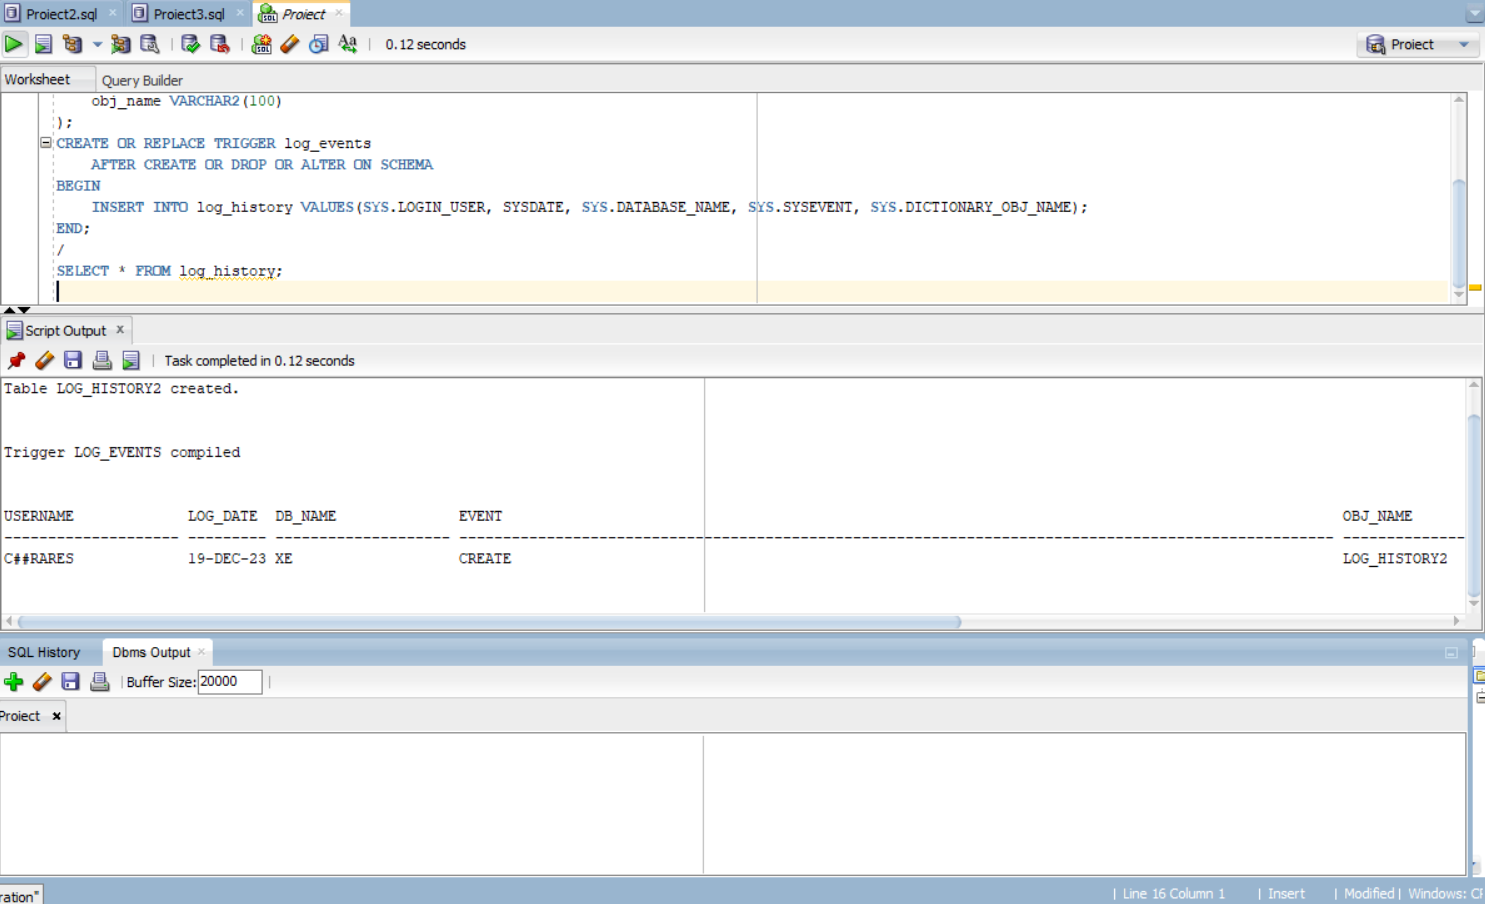 Proiect2.sql Proiect3.sql Proiect
0.12 seconds Proiect
Worksheet Query Builder
obj_name VARCHAR2(100)
);
CREATE OR REPLACE TRIGGER log_events
AFTER CREATE OR DROP OR ALTER ON SCHEMA
BEGIN
INSERT INTO log_history VALUES(SYS.LOGIN_USER, SYSDATE, SYS.DATABASE_NAME, SYS.SYSEVENT, SYS.DICTIONARY_OBJ_NAME);
END;
/
SELECT * FROM log_history;
Script Output x
Task completed in 0.12 seconds
Table LOG_HISTORY2 created.
Trigger LOG_EVENTS compiled
USERNAME LOG_DATE DB_NAME EVENT OBJ_NAME
-------------------- --------- -------------------- ---------------------------------------------------------------------------------------------------- --------------
C##RARES 19-DEC-23 XE CREATE LOG_HISTORY2
SQL History Dbms Output
Buffer Size: 20000
Proiect
ration"
Line 16 Column 1 | Insert | Modified | Windows: CR